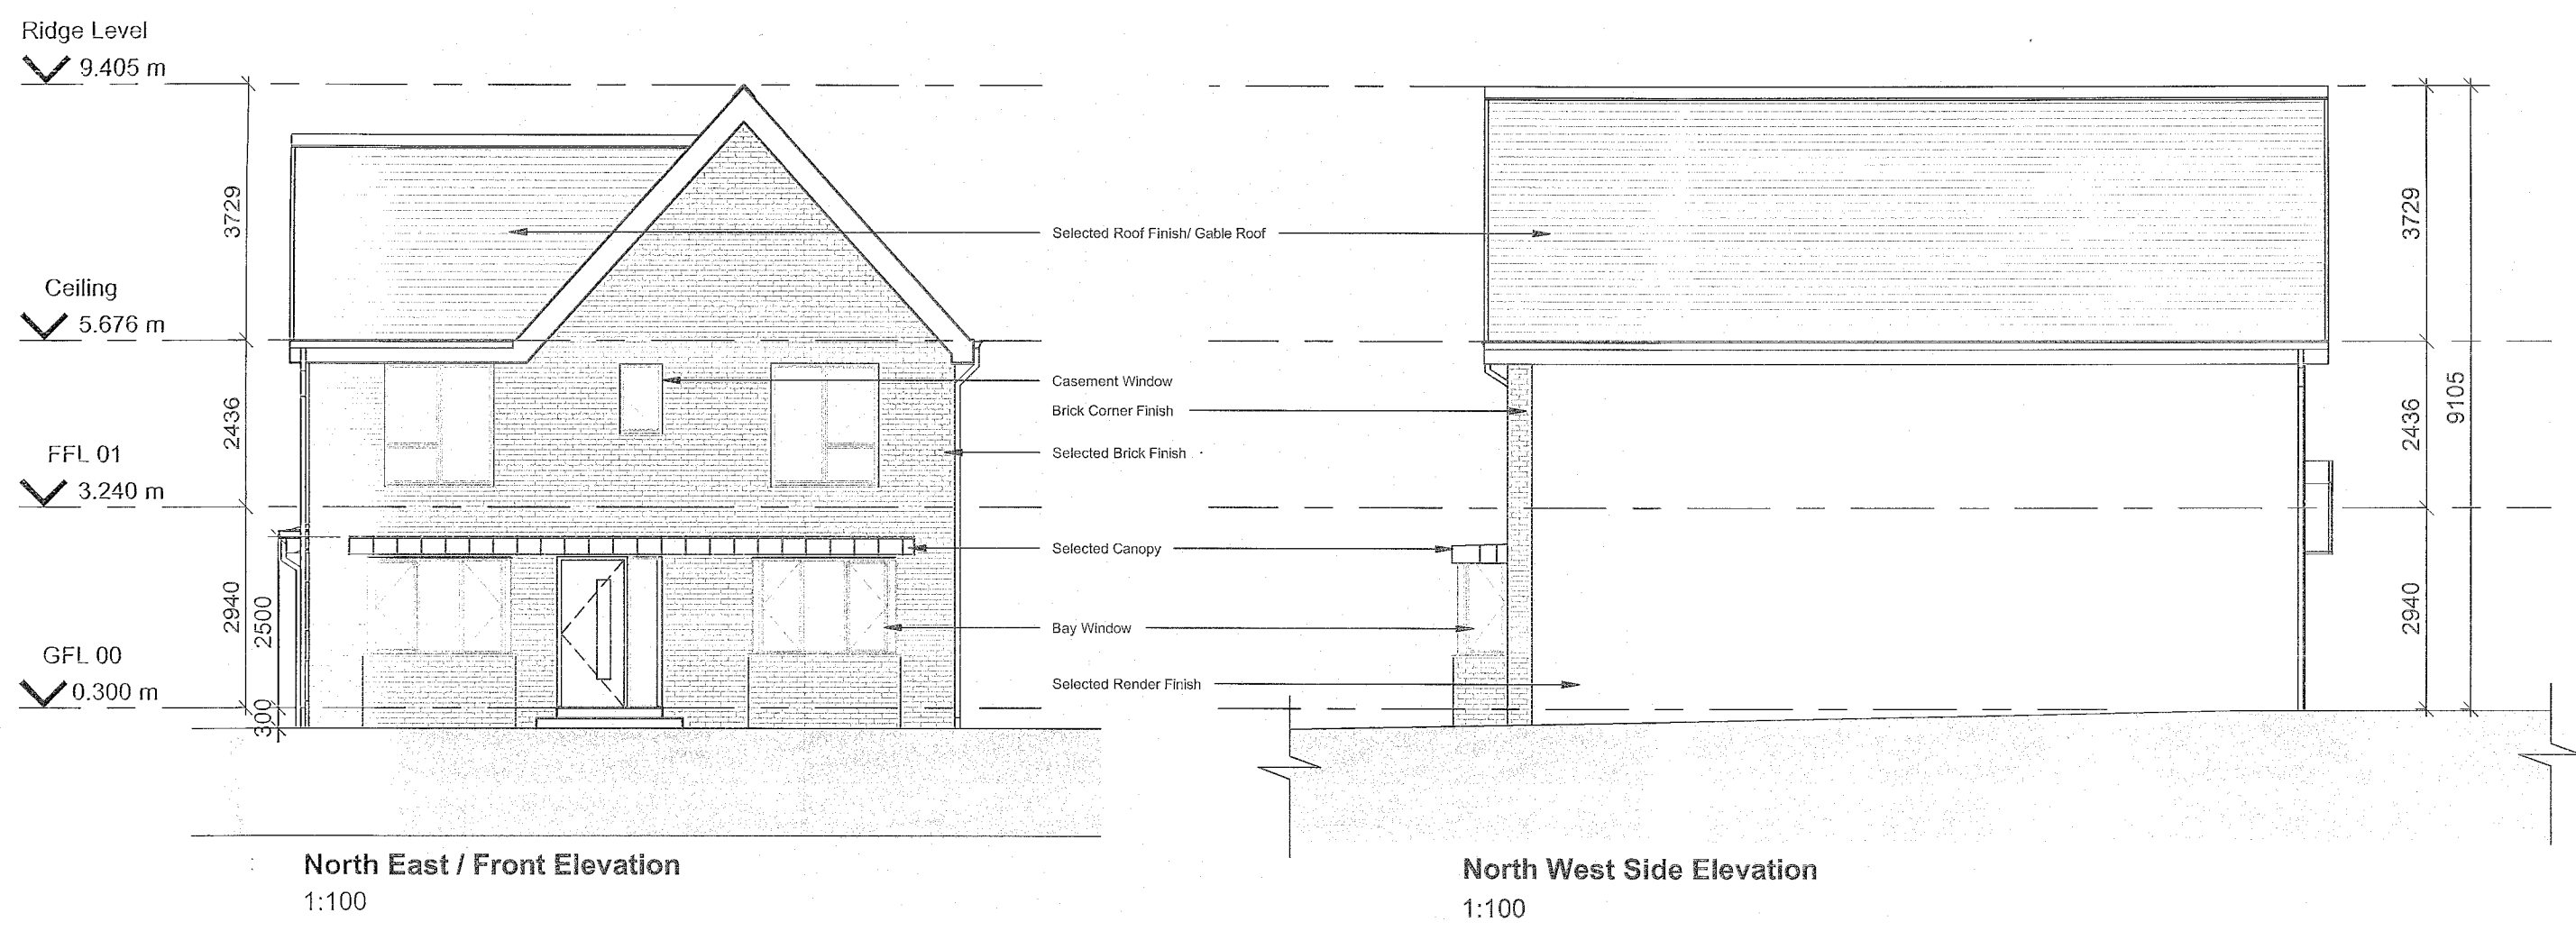 Ridge Level
9.405 m
3729
Ceiling
5.676 m
2436
FFL 01
3.240 m
2940
2500
GFL 00
0.300 m
300
Selected Roof Finish/ Gable Roof
Casement Window
Brick Corner Finish
Selected Brick Finish
Selected Canopy
Bay Window
Selected Render Finish
3729
2436
9105
2940
North East / Front Elevation
1:100
North West Side Elevation
1:100